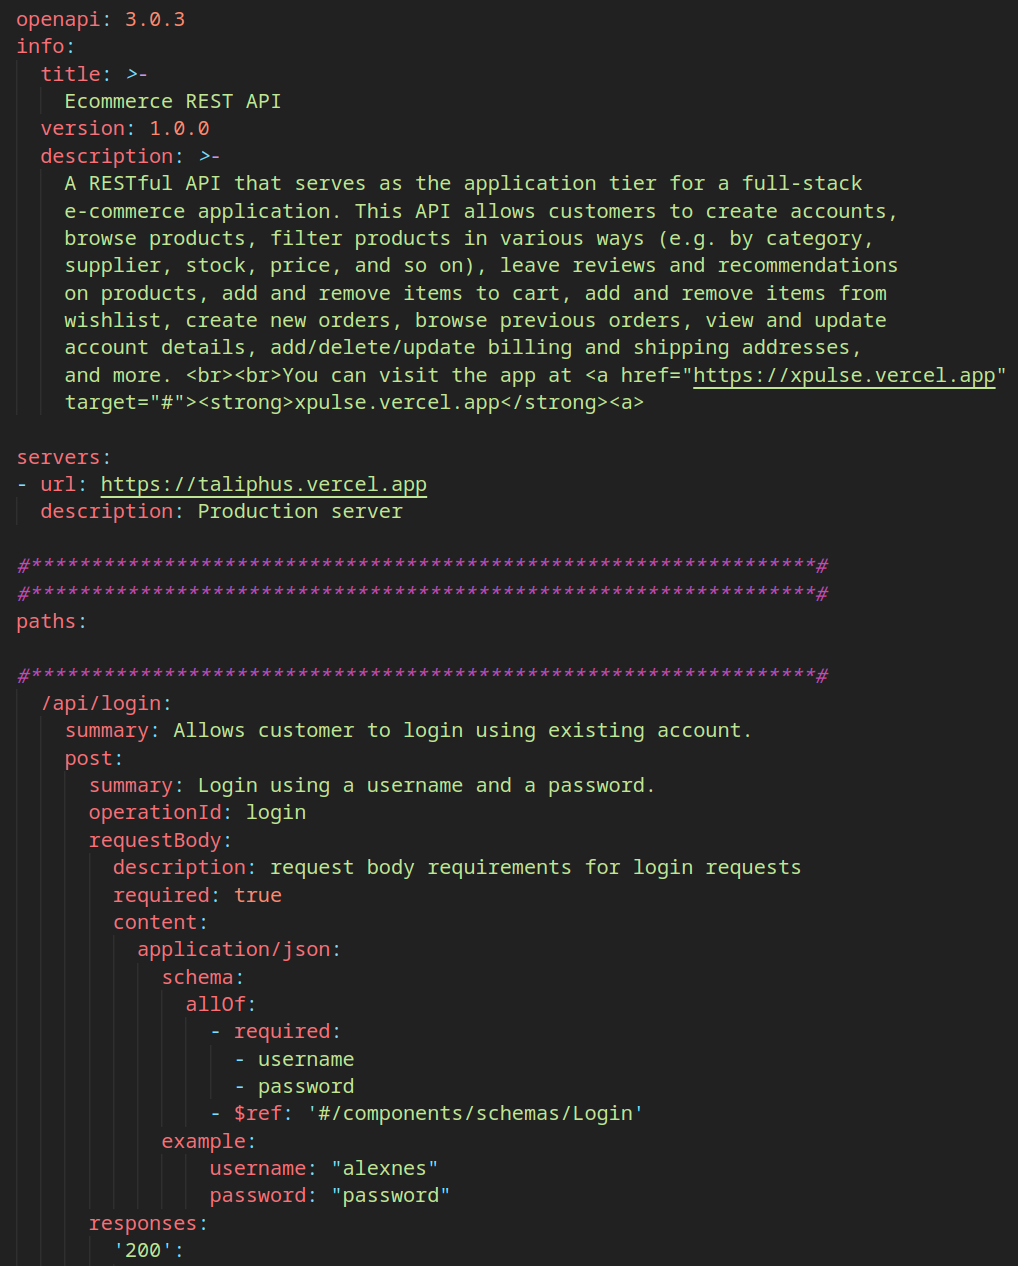 openapi: 3.0.3
info:
  title: >-
    Ecommerce REST API
  version: 1.0.0
  description: >-
    A RESTful API that serves as the application tier for a full-stack
    e-commerce application. This API allows customers to create accounts,
    browse products, filter products in various ways (e.g. by category,
    supplier, stock, price, and so on), leave reviews and recommendations
    on products, add and remove items to cart, add and remove items from
    wishlist, create new orders, browse previous orders, view and update
    account details, add/delete/update billing and shipping addresses,
    and more. <br><br>You can visit the app at <a href="https://xpulse.vercel.app"
    target="#"><strong>xpulse.vercel.app</strong><a>

servers:
- url: https://taliphus.vercel.app
  description: Production server

#*****************************************************************#
#*****************************************************************#
paths:

#*****************************************************************#
  /api/login:
    summary: Allows customer to login using existing account.
    post:
      summary: Login using a username and a password.
      operationId: login
      requestBody:
        description: request body requirements for login requests
        required: true
        content:
          application/json:
            schema:
              allOf:
                - required:
                  - username
                  - password
                - $ref: '#/components/schemas/Login'
            example:
                username: "alexnes"
                password: "password"
      responses:
        '200':